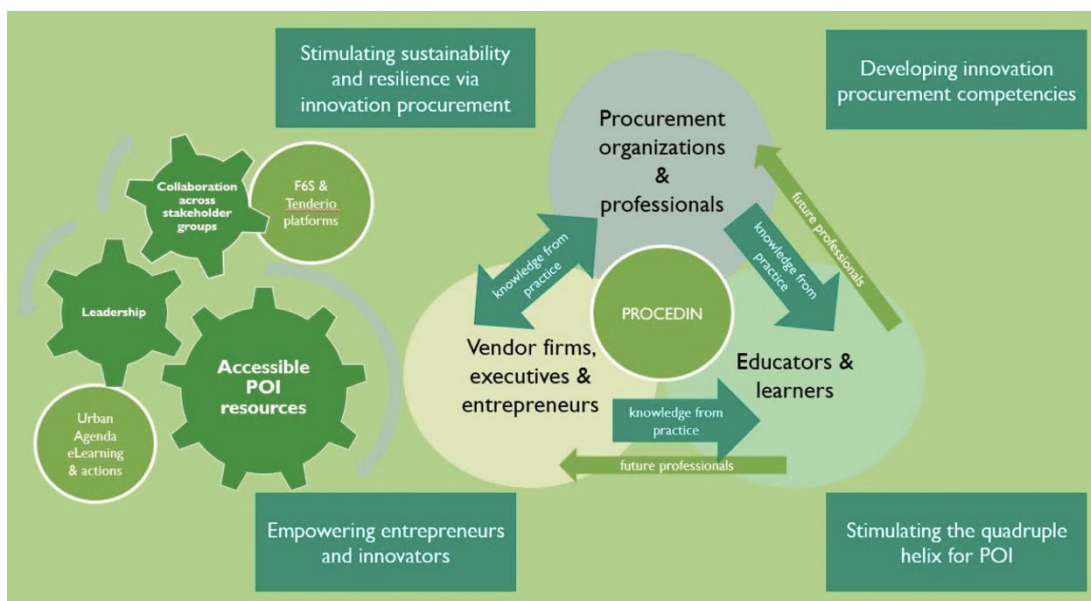 Stimulating sustainability
and resilience via
innovation procurement
Developing innovation
procurement competencies
Collaboration
across
stakeholder
groups
F6S &
Tenderio
platforms
Leadership
Accessible
POI
resources
Urban
Agenda
eLearning
& actions
Procurement
organizations
&
professionals
knowledge from
practice
knowledge from
practice
future professionals
PROCEDIN
Vendor firms,
executives &
entrepreneurs
Educators &
learners
knowledge from
practice
future professionals
Empowering entrepreneurs
and innovators
Stimulating the quadruple
helix for POI